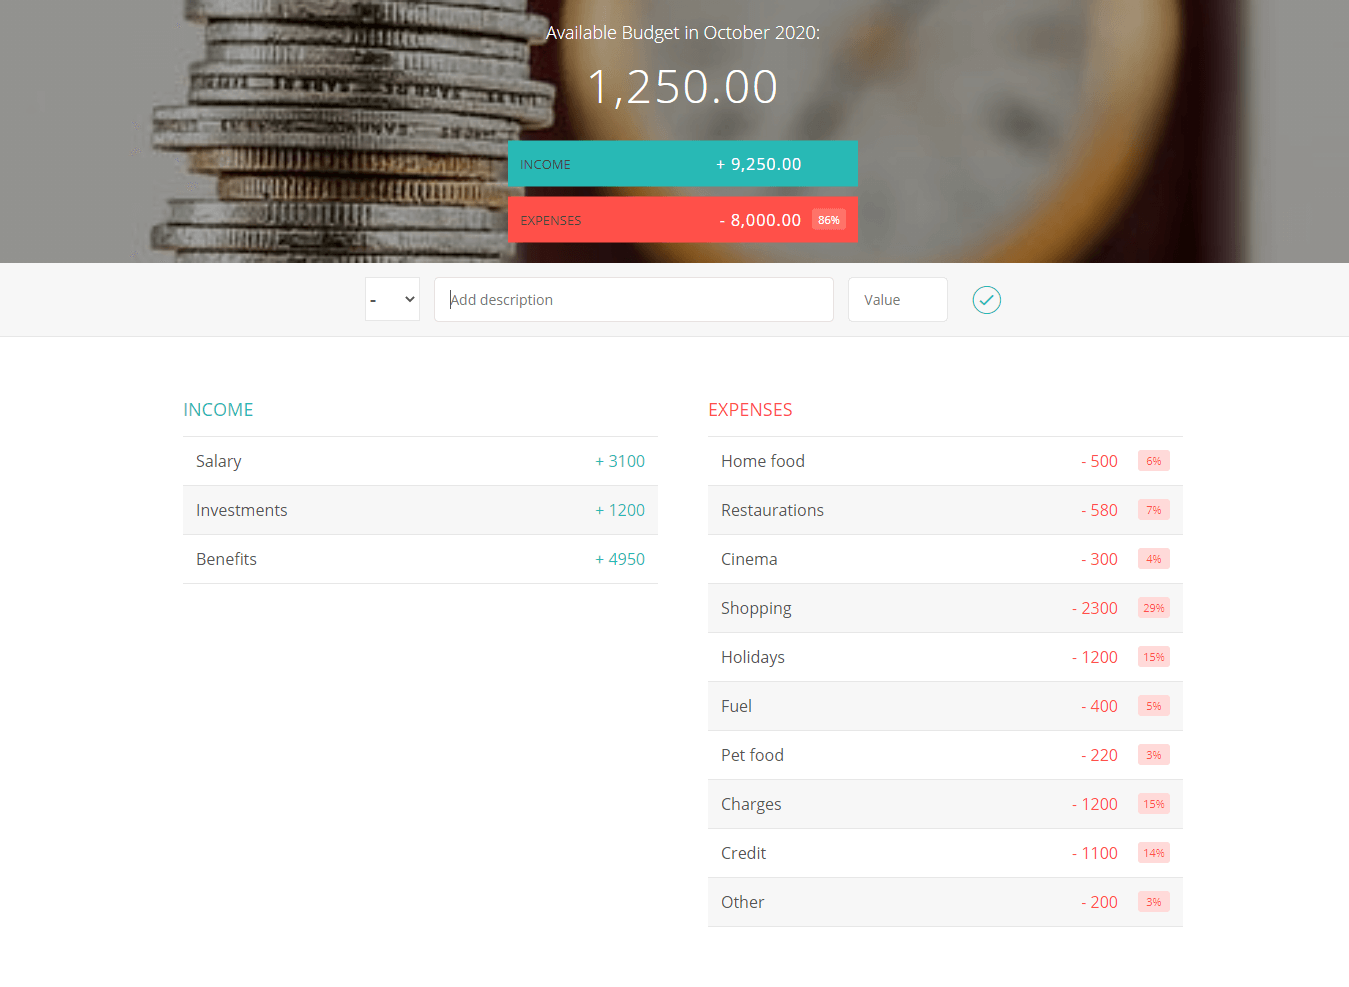 Available Budget in October 2020:
1,250.00
INCOME + 9,250.00
EXPENSES - 8,000.00 86%
- Add description Value
INCOME
Salary + 3100
Investments + 1200
Benefits + 4950
EXPENSES
Home food - 500 6%
Restaurations - 580 7%
Cinema - 300 4%
Shopping - 2300 29%
Holidays - 1200 15%
Fuel - 400 5%
Pet food - 220 3%
Charges - 1200 15%
Credit - 1100 14%
Other - 200 3%